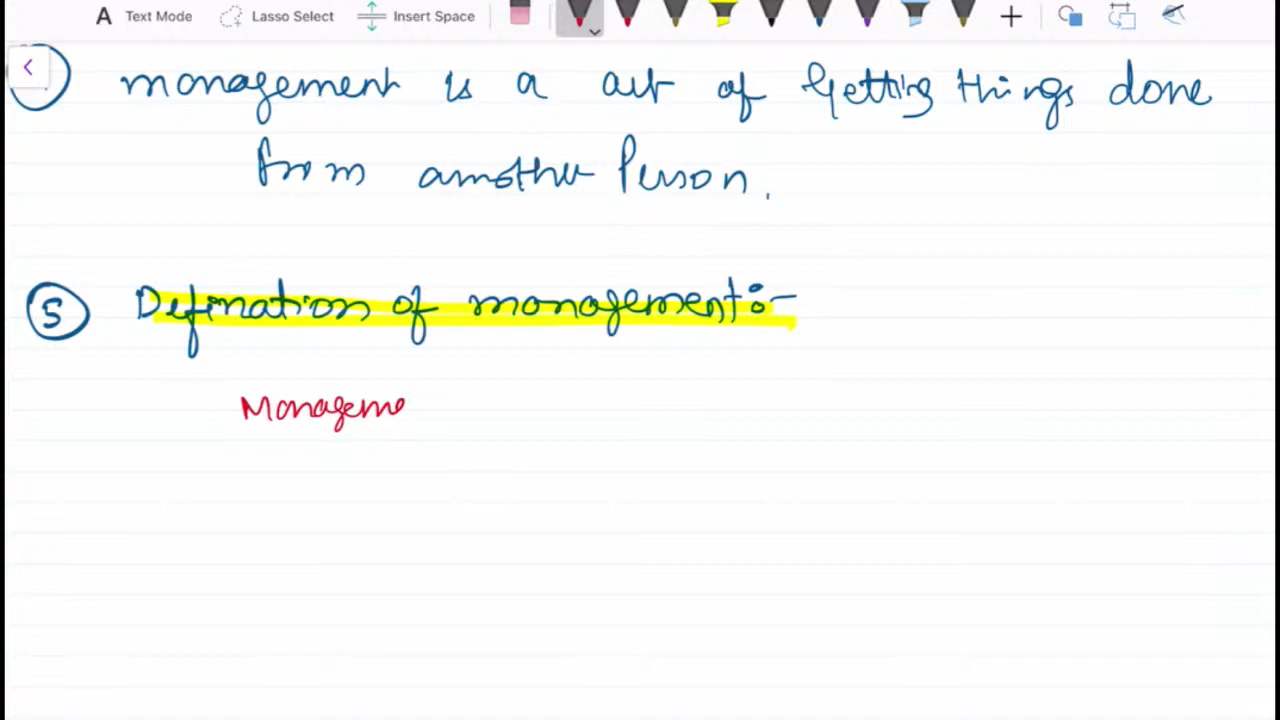 Text Mode Lasso Select Insert Space
management is a art of Getting things done
from another Person.
5 Defination of management:-
Manageme